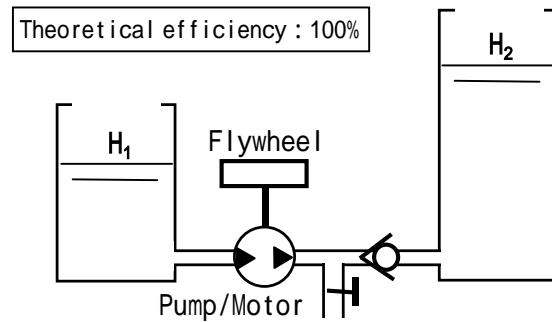 Theoretical efficiency : 100%
H₂
H₁
Flywheel
Pump/Motor